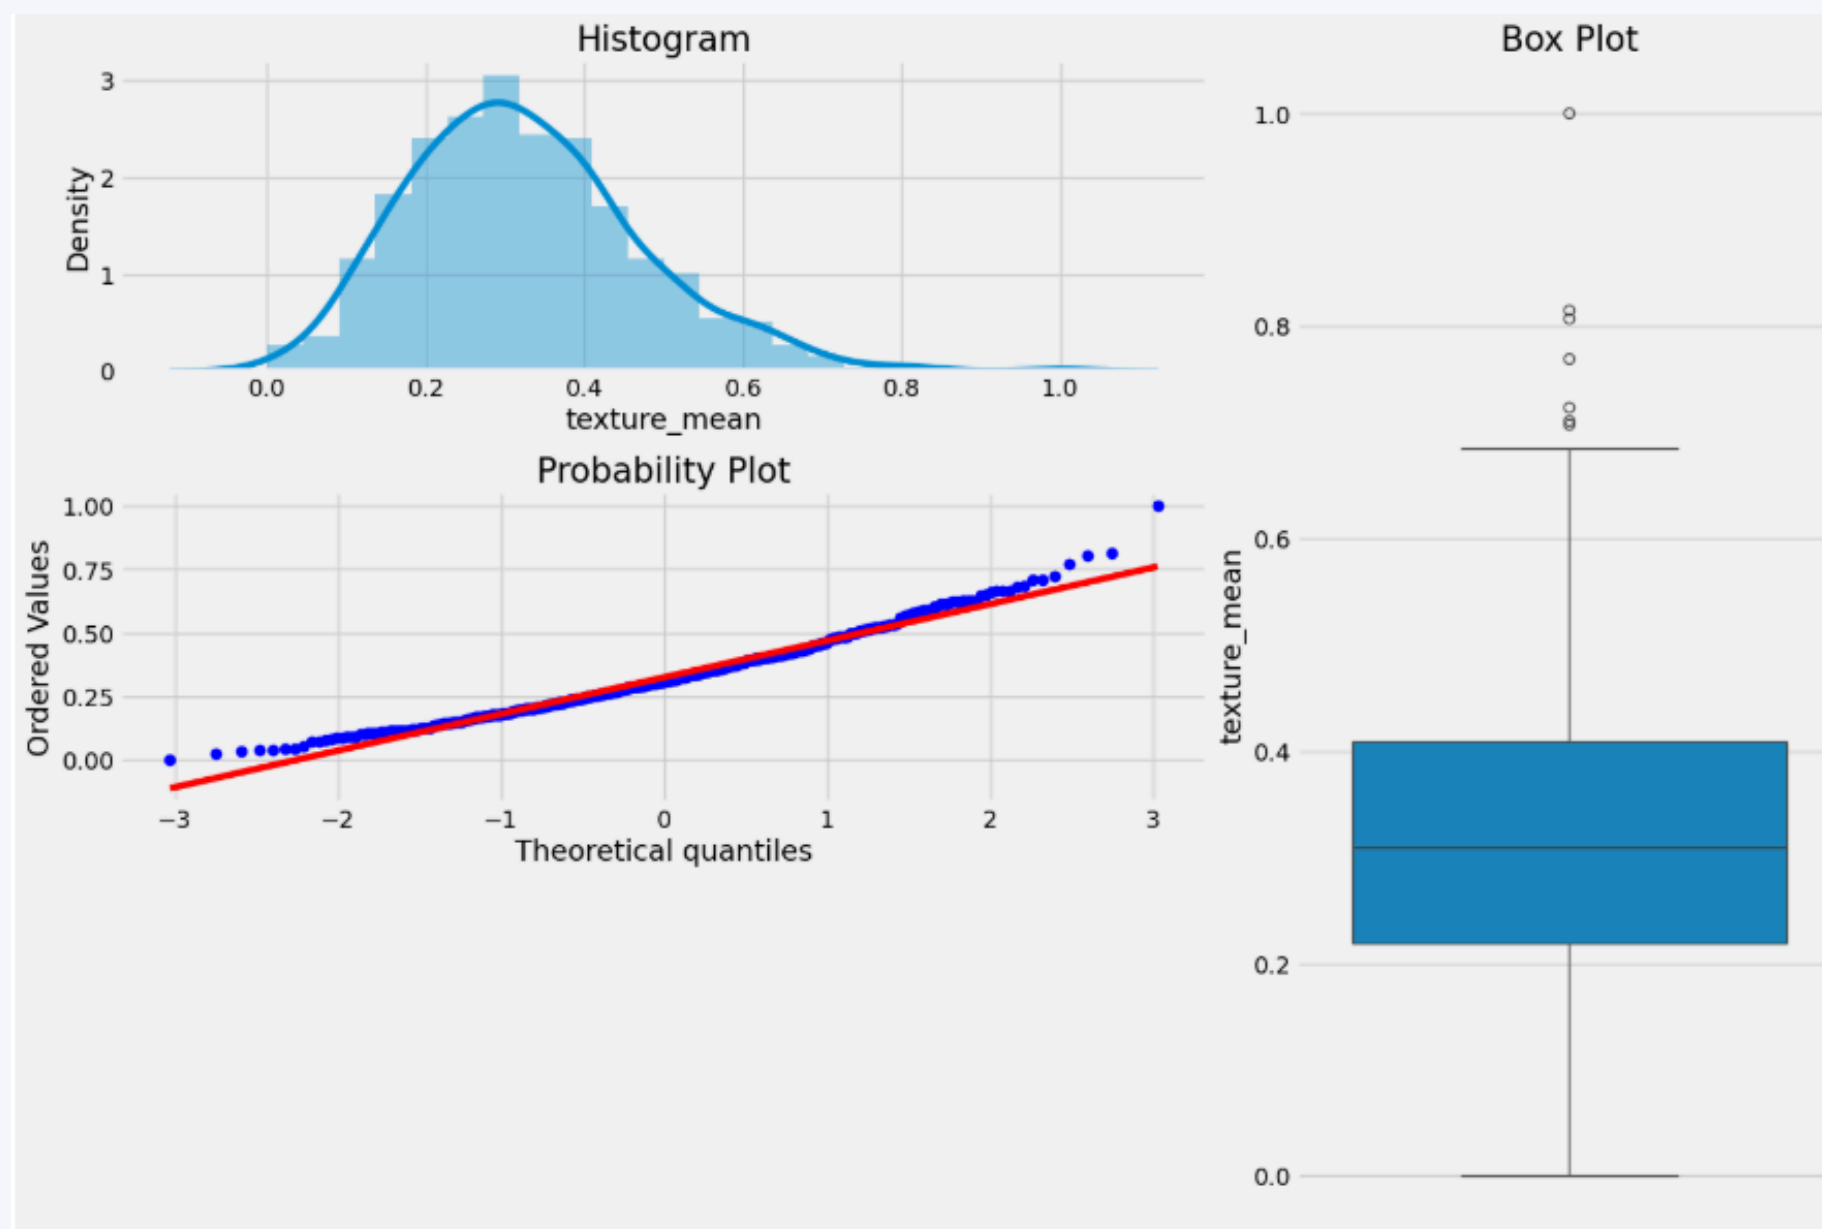 Histogram
3
2
1
0
Density
0.0 0.2 0.4 0.6 0.8 1.0
texture_mean
Probability Plot
1.00
0.75
0.50
0.25
0.00
Ordered Values
−3 −2 −1 0 1 2 3
Theoretical quantiles
Box Plot
1.0
0.8
0.6
0.4
0.2
0.0
texture_mean